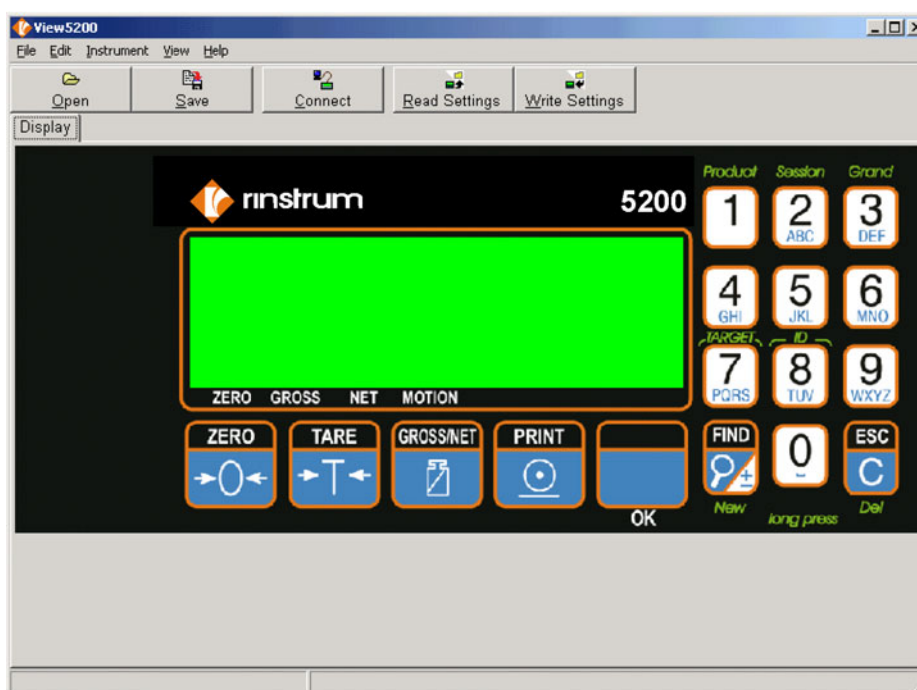 View5200
File Edit Instrument View Help
Open Save Connect Read Settings Write Settings
Display
rinstrum 5200
Product Session Grand
1 2 3
ABC DEF
4 5 6
GHI JKL MNO
TARGET ID
7 8 9
PQRS TUV WXYZ
ZERO GROSS NET MOTION
ZERO TARE GROSS/NET PRINT FIND 0 ESC
→0← →T← ± C
OK New long press Del